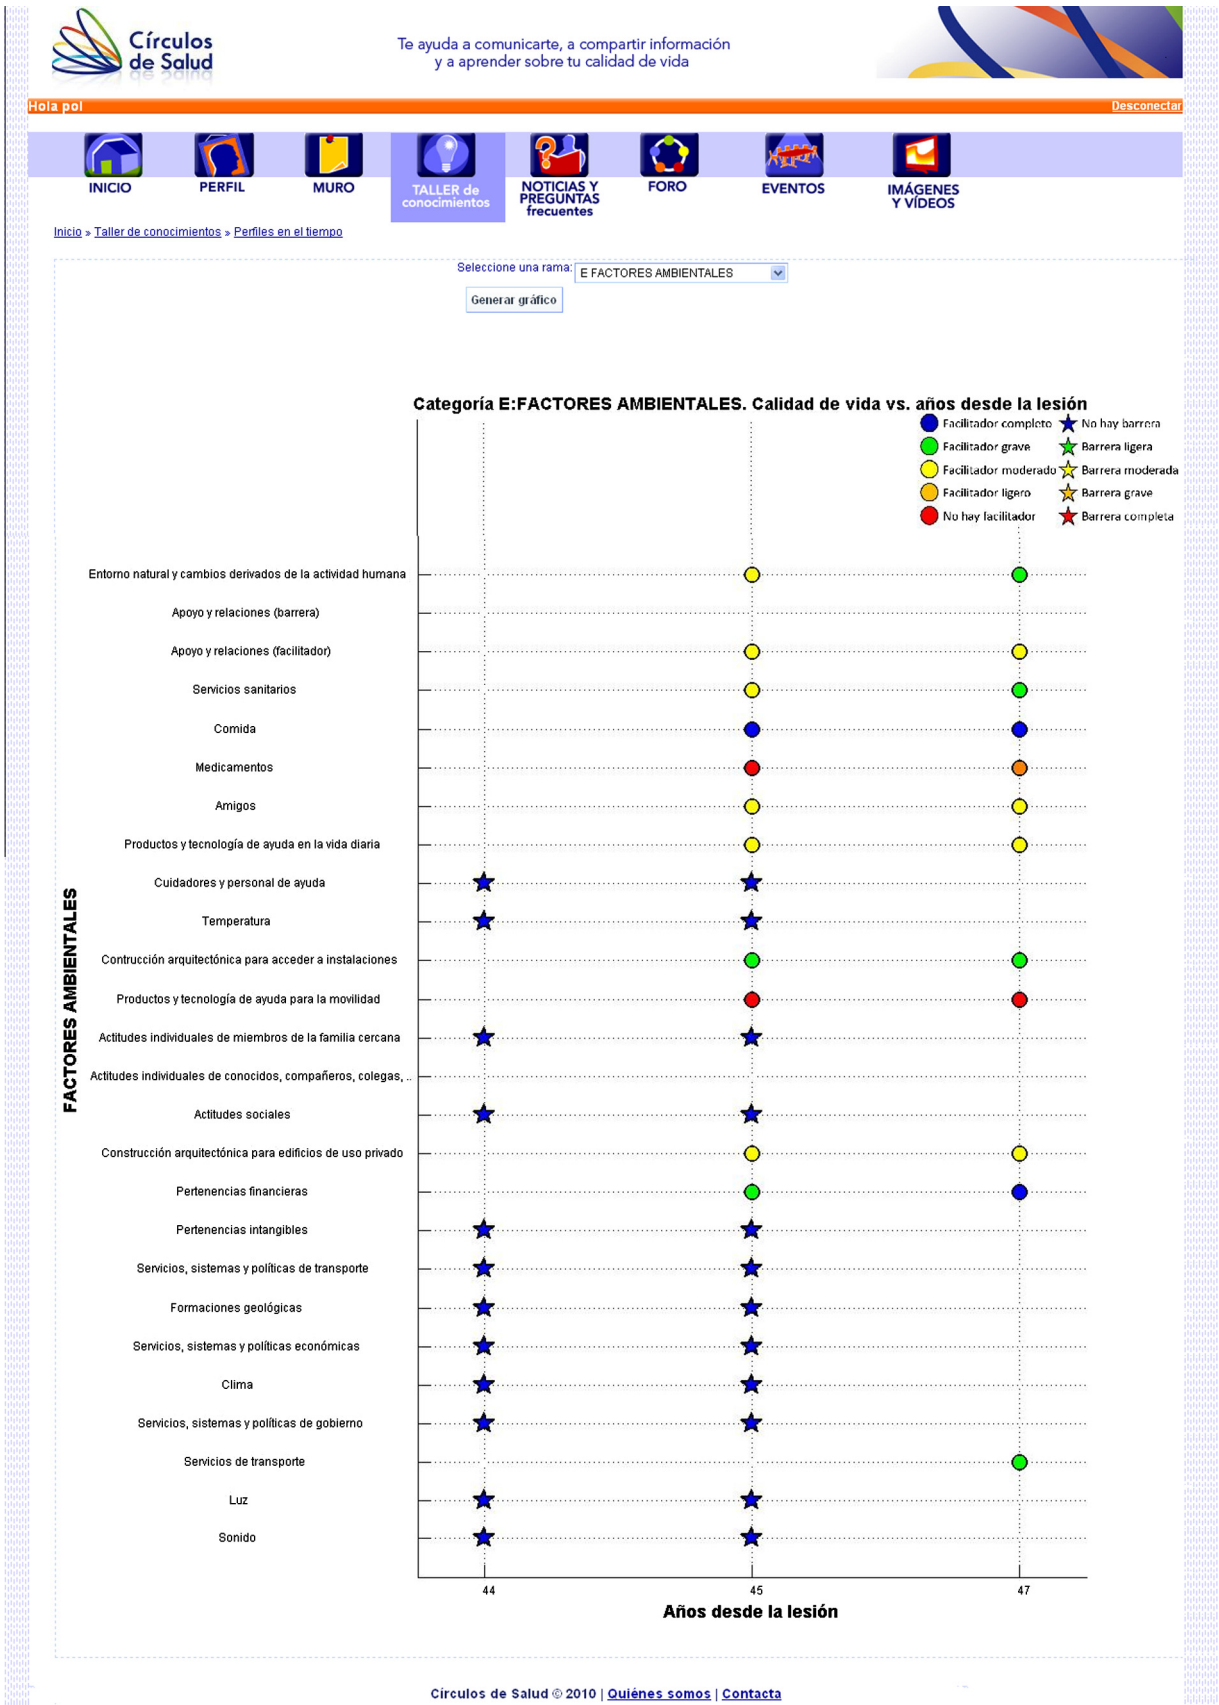 Círculos
de Salud
Te ayuda a comunicarte, a compartir información
y a aprender sobre tu calidad de vida
Hola pol
Desconectar
INICIO
PERFIL
MURO
TALLER de
conocimientos
NOTICIAS Y
PREGUNTAS
frecuentes
FORO
EVENTOS
IMÁGENES
Y VÍDEOS
Inicio » Taller de conocimientos » Perfiles en el tiempo
Seleccione una rama: E FACTORES AMBIENTALES
Generar gráfico
Categoría E:FACTORES AMBIENTALES. Calidad de vida vs. años desde la lesión
Facilitador completo
No hay barrera
Facilitador grave
Barrera ligera
Facilitador moderado
Barrera moderada
Facilitador ligero
Barrera grave
No hay facilitador
Barrera completa
FACTORES AMBIENTALES
Entorno natural y cambios derivados de la actividad humana
Apoyo y relaciones (barrera)
Apoyo y relaciones (facilitador)
Servicios sanitarios
Comida
Medicamentos
Amigos
Productos y tecnología de ayuda en la vida diaria
Cuidadores y personal de ayuda
Temperatura
Contrucción arquitectónica para acceder a instalaciones
Productos y tecnología de ayuda para la movilidad
Actitudes individuales de miembros de la familia cercana
Actitudes individuales de conocidos, compañeros, colegas, ..
Actitudes sociales
Construcción arquitectónica para edificios de uso privado
Pertenencias financieras
Pertenencias intangibles
Servicios, sistemas y políticas de transporte
Formaciones geológicas
Servicios, sistemas y políticas económicas
Clima
Servicios, sistemas y políticas de gobierno
Servicios de transporte
Luz
Sonido
44
45
47
Años desde la lesión
Círculos de Salud © 2010 | Quiénes somos | Contacta